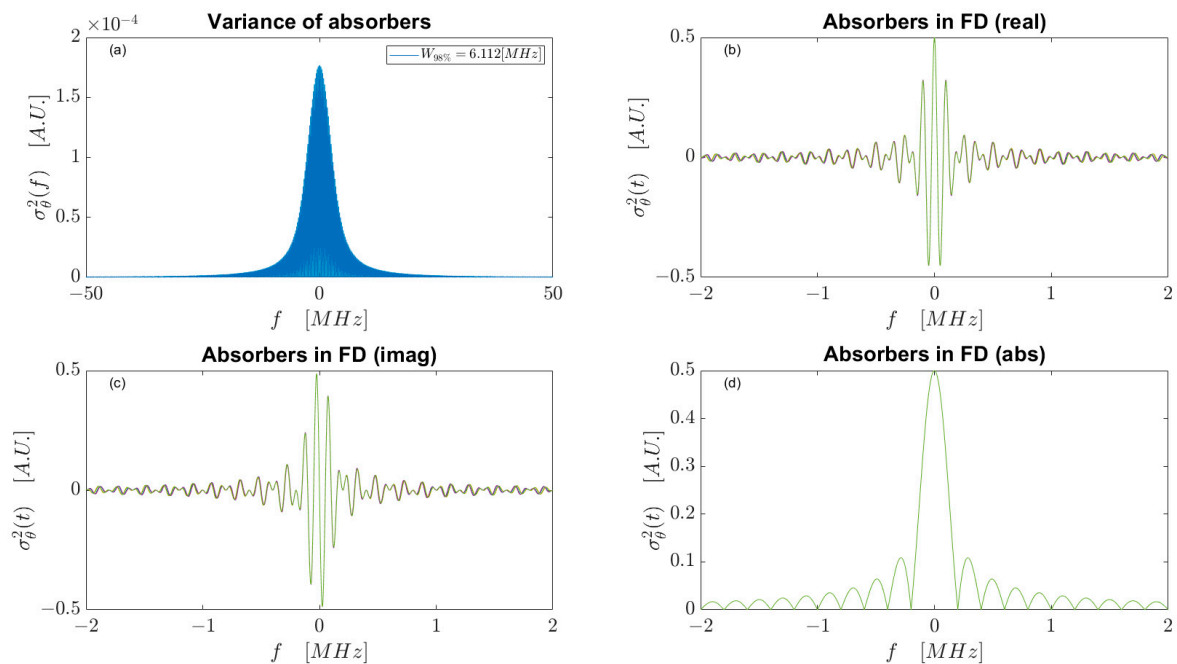 Variance of absorbers
×10⁻⁴
(a)
W₉₈% = 6.112[MHz]
2
1.5
1
0.5
0
σ²_θ(f) [A.U.]
−50 0 50
f [MHz]
Absorbers in FD (real)
(b)
0.5
0
−0.5
σ²_θ(t) [A.U.]
−2 −1 0 1 2
f [MHz]
Absorbers in FD (imag)
(c)
0.5
0
−0.5
σ²_θ(t) [A.U.]
−2 −1 0 1 2
f [MHz]
Absorbers in FD (abs)
(d)
0.5
0.4
0.3
0.2
0.1
0
σ²_θ(t) [A.U.]
−2 −1 0 1 2
f [MHz]